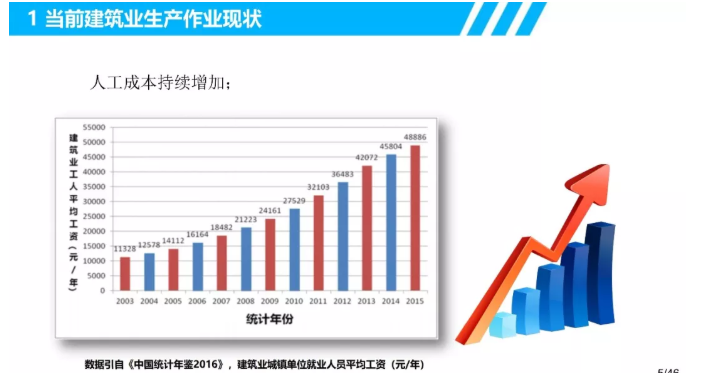 1 当前建筑业生产作业现状
人工成本持续增加；
建筑业工人平均工资（元/年）
55000
50000
45000
40000
35000
30000
25000
20000
15000
10000
5000
0
11328 12578 14112 16164 18482 21223 24161 27529 32103 36483 42072 45804 48886
2003 2004 2005 2006 2007 2008 2009 2010 2011 2012 2013 2014 2015
统计年份
数据引自《中国统计年鉴2016》，建筑业城镇单位就业人员平均工资（元/年）
5/46